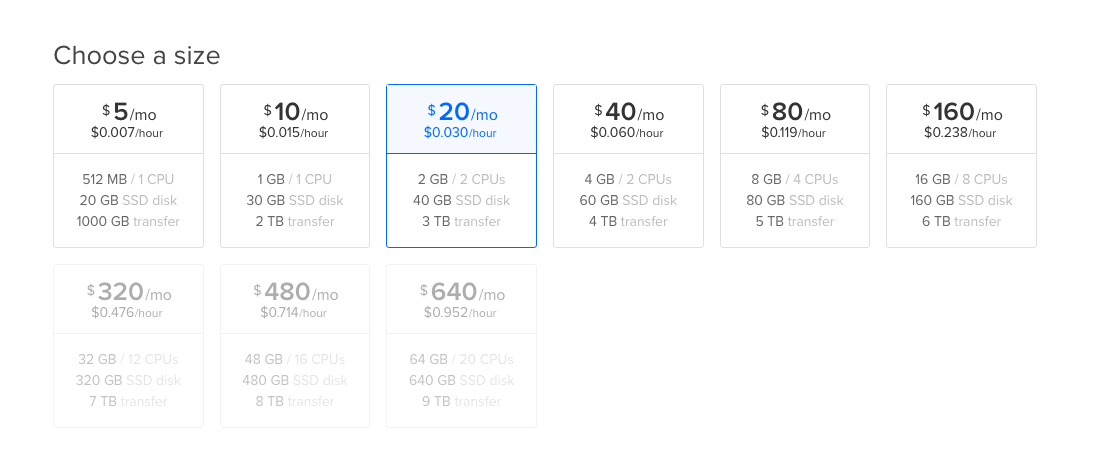 Choose a size
$5/mo
$0.007/hour
512 MB / 1 CPU
20 GB SSD disk
1000 GB transfer
$10/mo
$0.015/hour
1 GB / 1 CPU
30 GB SSD disk
2 TB transfer
$20/mo
$0.030/hour
2 GB / 2 CPUs
40 GB SSD disk
3 TB transfer
$40/mo
$0.060/hour
4 GB / 2 CPUs
60 GB SSD disk
4 TB transfer
$80/mo
$0.119/hour
8 GB / 4 CPUs
80 GB SSD disk
5 TB transfer
$160/mo
$0.238/hour
16 GB / 8 CPUs
160 GB SSD disk
6 TB transfer
$320/mo
$0.476/hour
32 GB / 12 CPUs
320 GB SSD disk
7 TB transfer
$480/mo
$0.714/hour
48 GB / 16 CPUs
480 GB SSD disk
8 TB transfer
$640/mo
$0.952/hour
64 GB / 20 CPUs
640 GB SSD disk
9 TB transfer